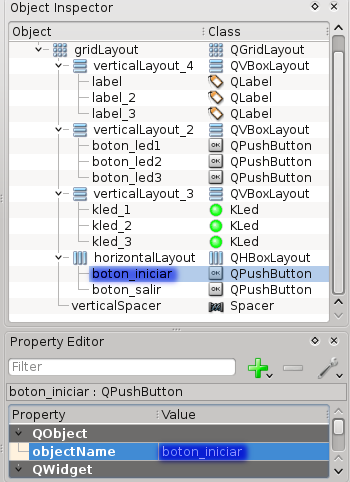 Object Inspector
Object Class
gridLayout QGridLayout
verticalLayout_4 QVBoxLayout
label QLabel
label_2 QLabel
label_3 QLabel
verticalLayout_2 QVBoxLayout
boton_led1 QPushButton
boton_led2 QPushButton
boton_led3 QPushButton
verticalLayout_3 QVBoxLayout
kled_1 KLed
kled_2 KLed
kled_3 KLed
horizontalLayout QHBoxLayout
boton_iniciar QPushButton
boton_salir QPushButton
verticalSpacer Spacer
Property Editor
Filter
boton_iniciar : QPushButton
Property Value
QObject
objectName boton_iniciar
QWidget